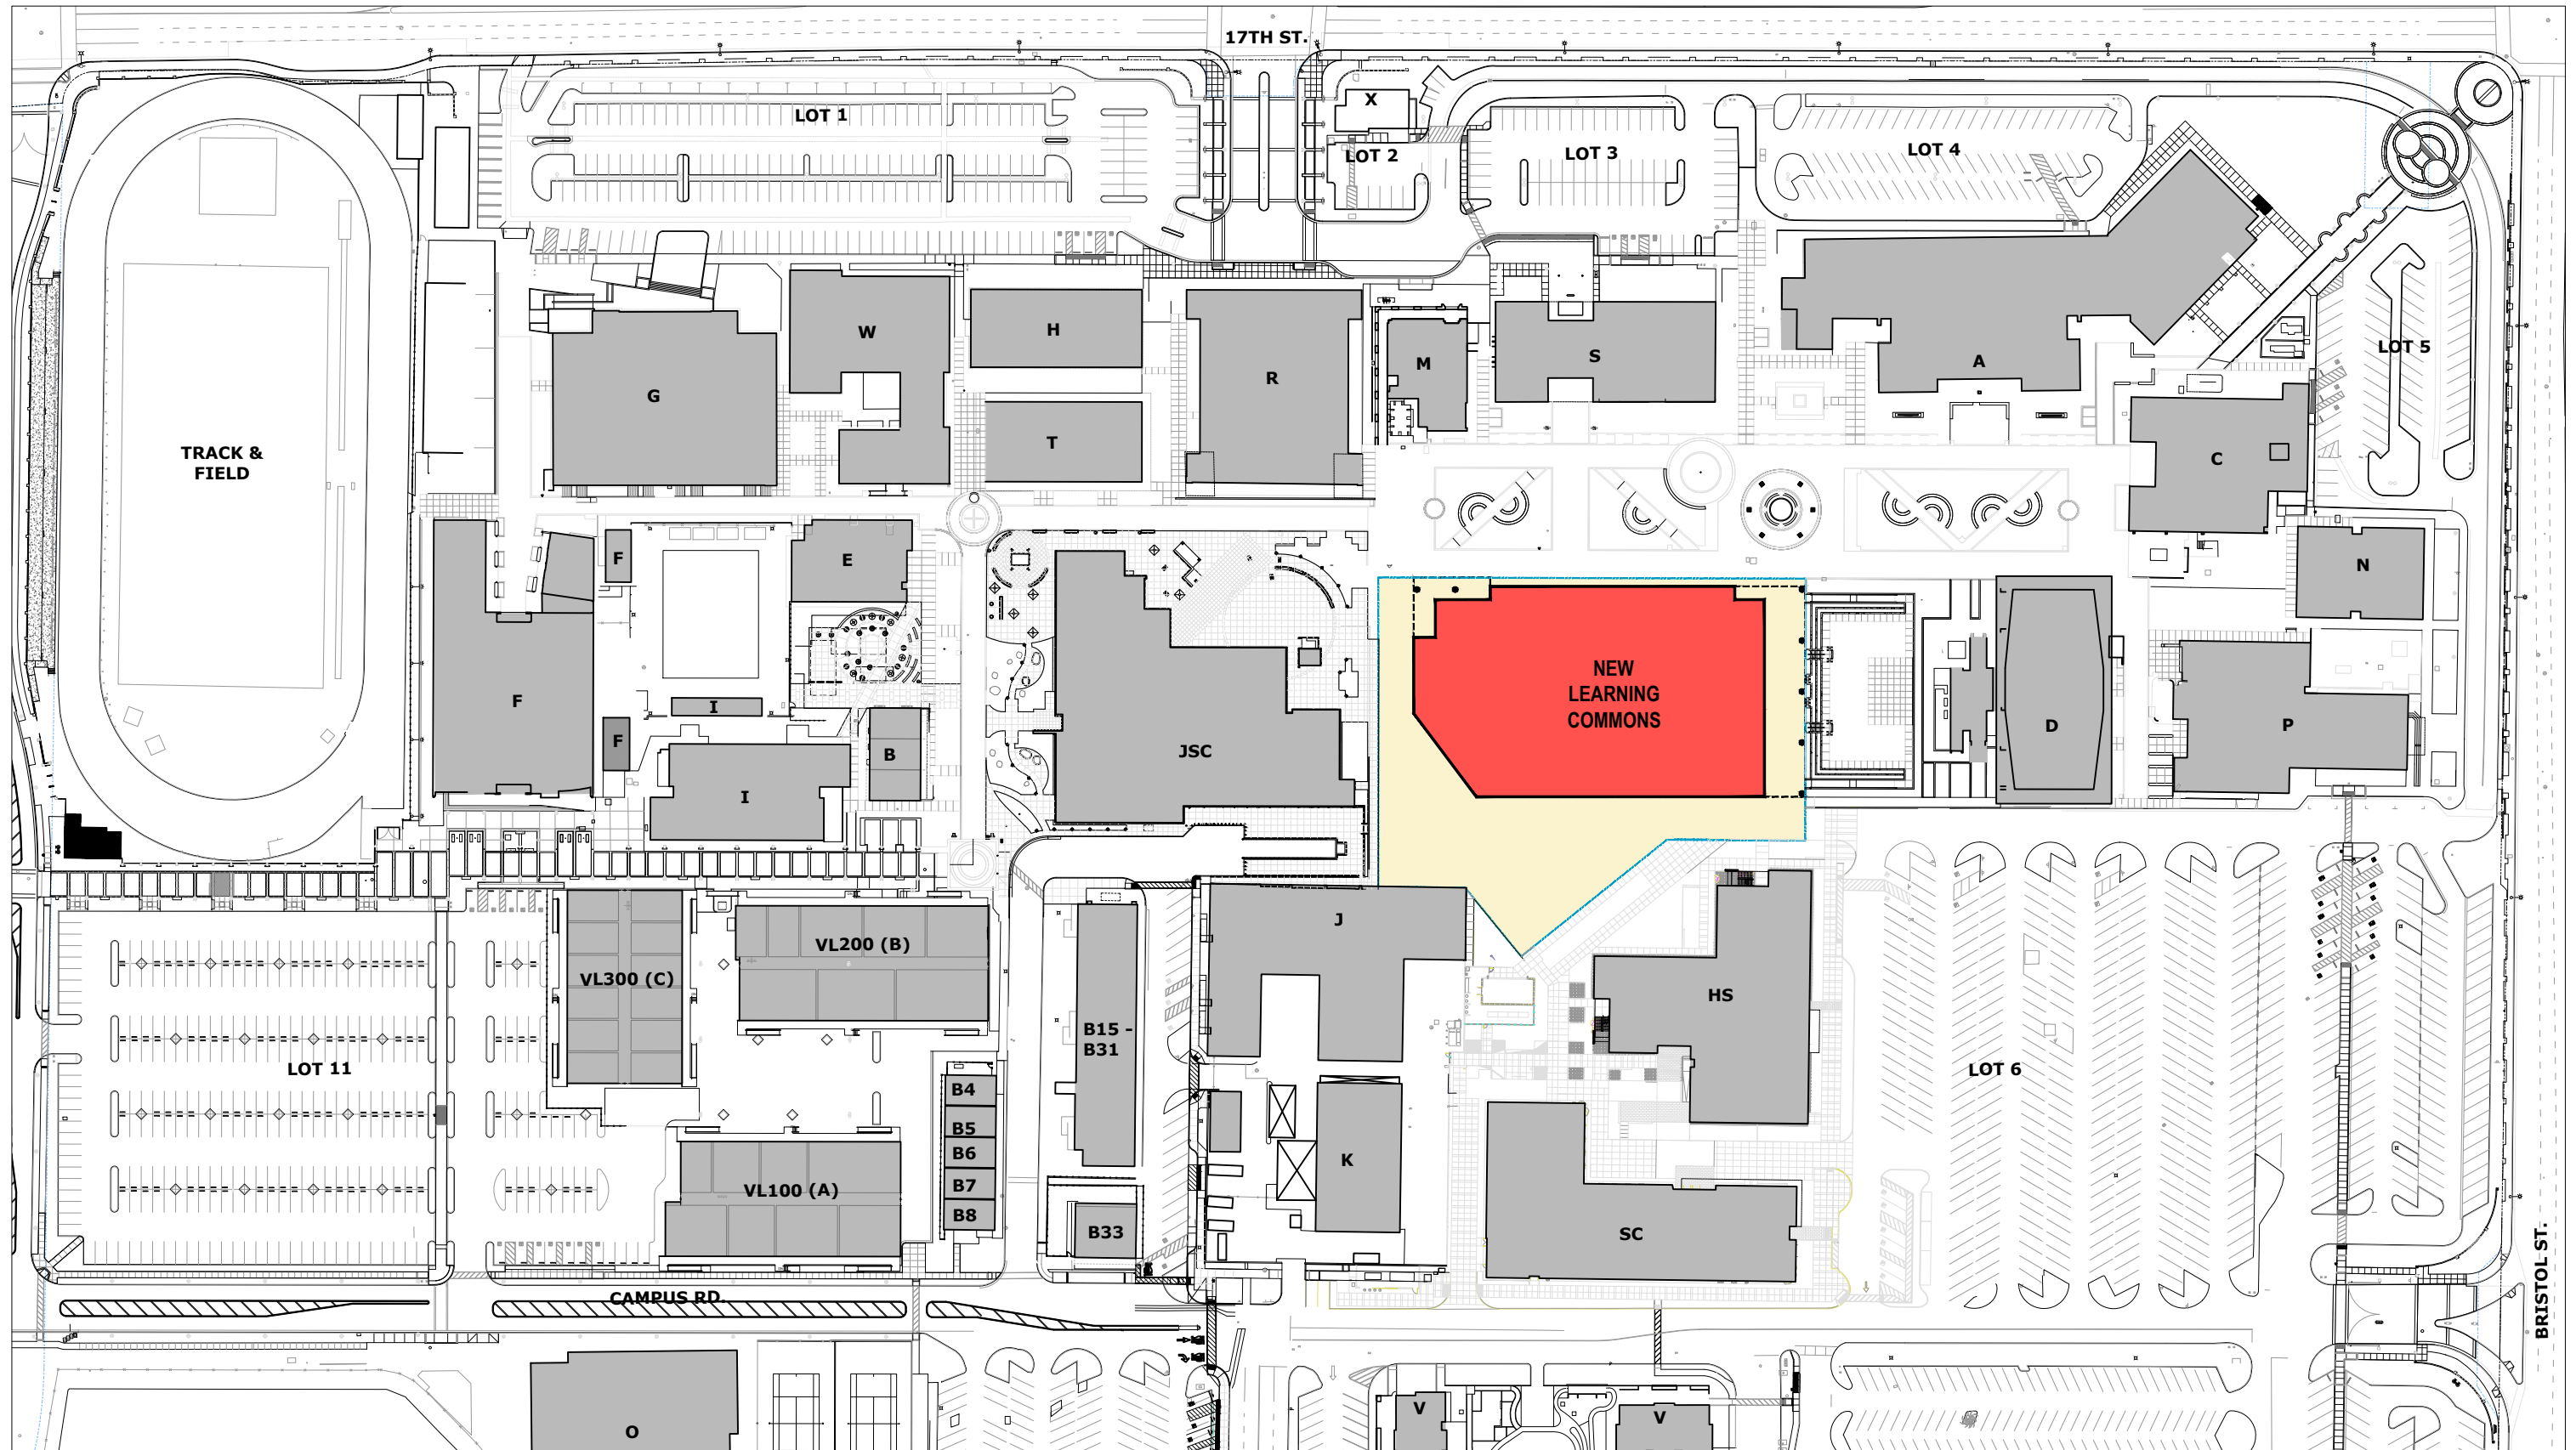 17TH ST.
X
LOT 1
LOT 2
LOT 3
LOT 4
H
W
LOT 5
S
A
M
R
G
T
TRACK &
FIELD
C
F
E
N
NEW
LEARNING
COMMONS
F
I
D
P
F
B
JSC
I
J
VL200 (B)
VL300 (C)
HS
B15 -
B31
LOT 11
LOT 6
B4
B5
B6
K
B7
VL100 (A)
B8
B33
SC
BRISTOL ST.
CAMPUS RD.
V
V
O